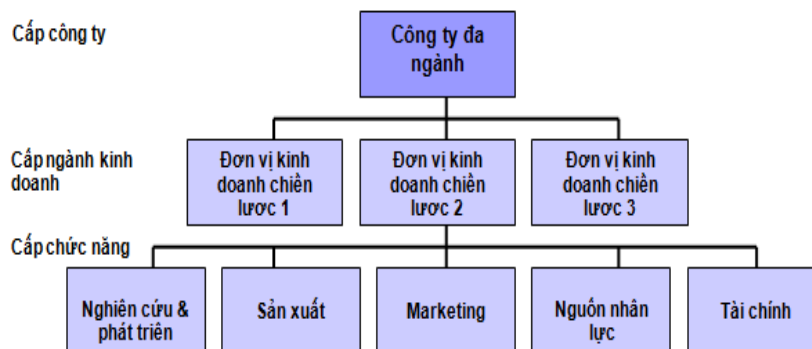 Cấp công ty
Công ty đa
ngành
Cấp ngành kinh
doanh
Đơn vị kinh
doanh chiến
lược 1
Đơn vị kinh
doanh chiến
lược 2
Đơn vị kinh
doanh chiến
lược 3
Cấp chức năng
Nghiên cứu &
phát triên
Sản xuất
Marketing
Nguồn nhân
lực
Tài chính